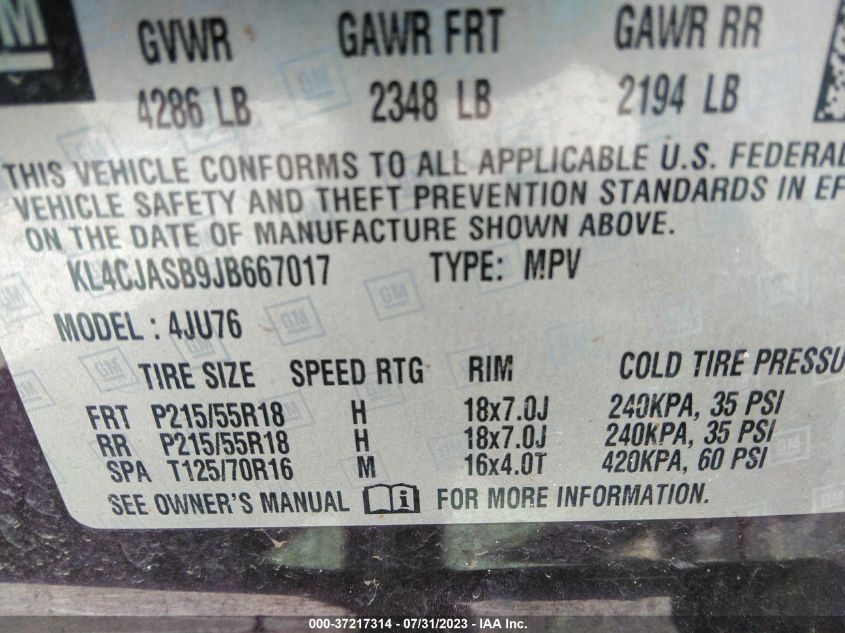 GM
GVWR GAWR FRT GAWR RR
4286 LB 2348 LB 2194 LB
THIS VEHICLE CONFORMS TO ALL APPLICABLE U.S. FEDERAL
VEHICLE SAFETY AND THEFT PREVENTION STANDARDS IN EF
ON THE DATE OF MANUFACTURE SHOWN ABOVE.
KL4CJASB9JB667017 TYPE: MPV
MODEL : 4JU76
TIRE SIZE SPEED RTG RIM COLD TIRE PRESSU
FRT P215/55R18 H 18x7.0J 240KPA, 35 PSI
RR P215/55R18 H 18x7.0J 240KPA, 35 PSI
SPA T125/70R16 M 16x4.0T 420KPA, 60 PSI
SEE OWNER'S MANUAL FOR MORE INFORMATION.
000-37217314 - 07/31/2023 - IAA Inc.